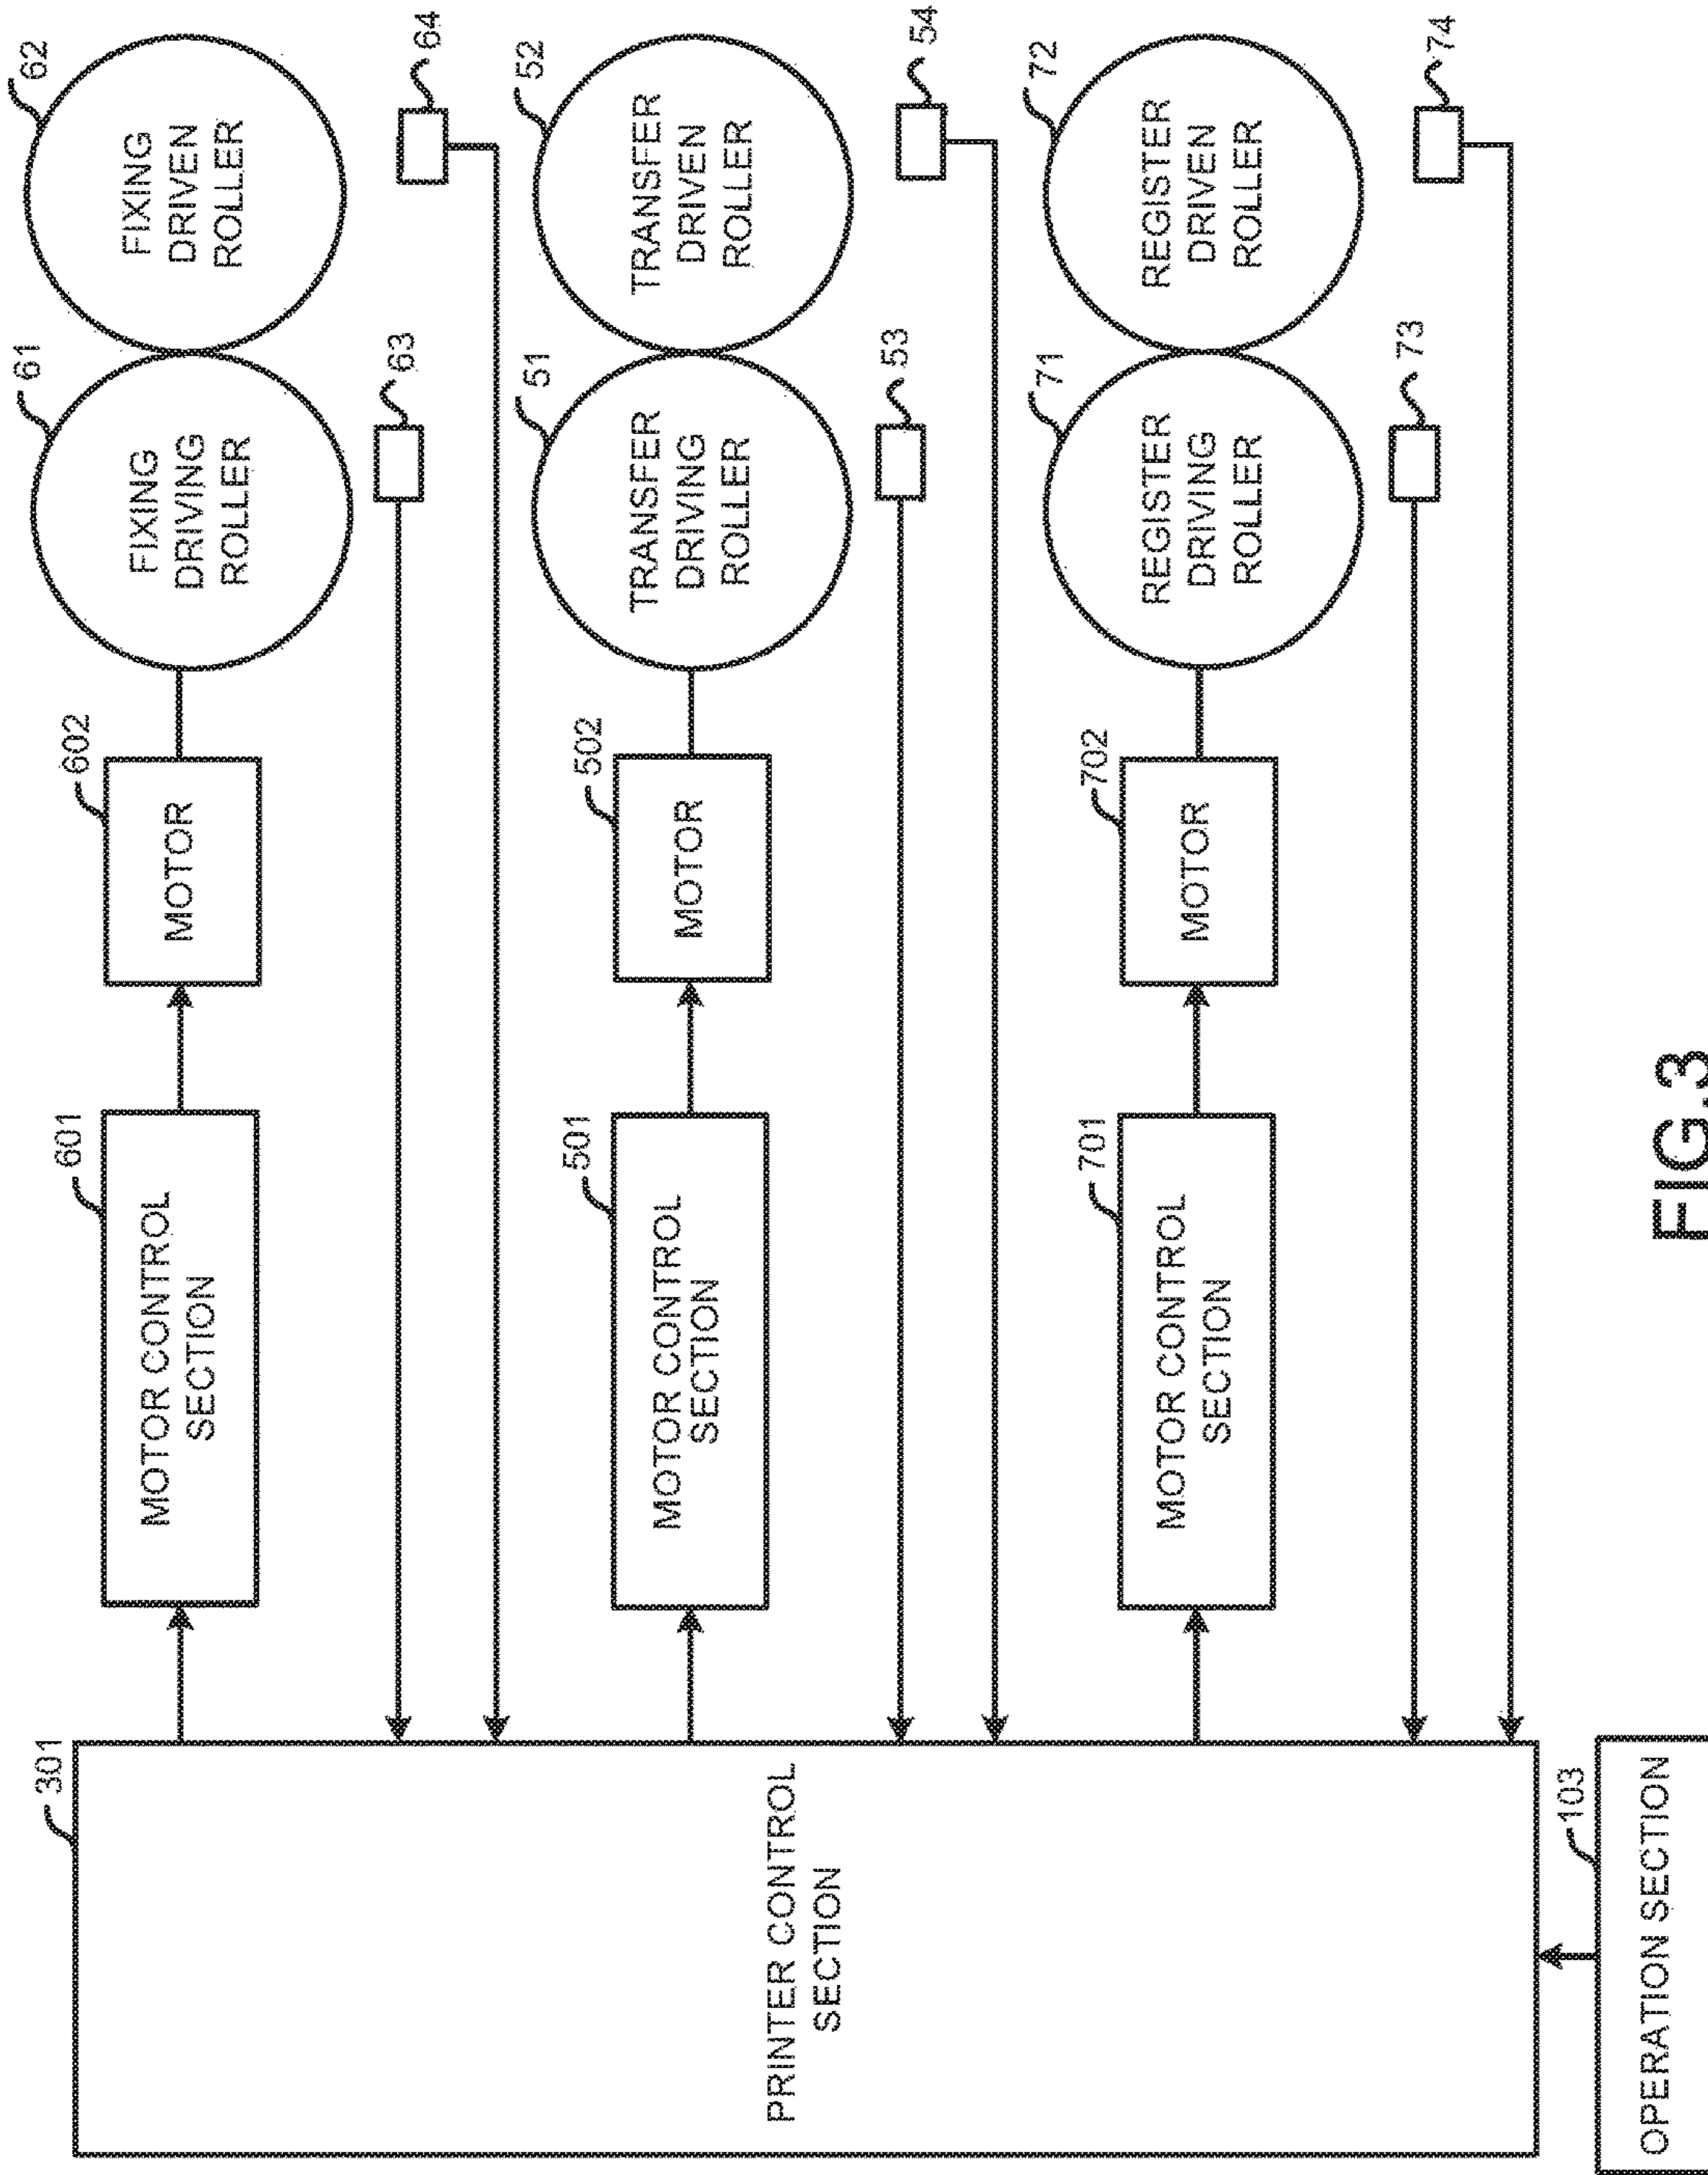 301
PRINTER CONTROL
SECTION
103
OPERATION SECTION
601
MOTOR CONTROL
SECTION
602
MOTOR
61
FIXING
DRIVING
ROLLER
62
FIXING
DRIVEN
ROLLER
63
64
501
MOTOR CONTROL
SECTION
502
MOTOR
51
TRANSFER
DRIVING
ROLLER
52
TRANSFER
DRIVEN
ROLLER
53
54
701
MOTOR CONTROL
SECTION
702
MOTOR
71
REGISTER
DRIVING
ROLLER
72
REGISTER
DRIVEN
ROLLER
73
74
FIG.3